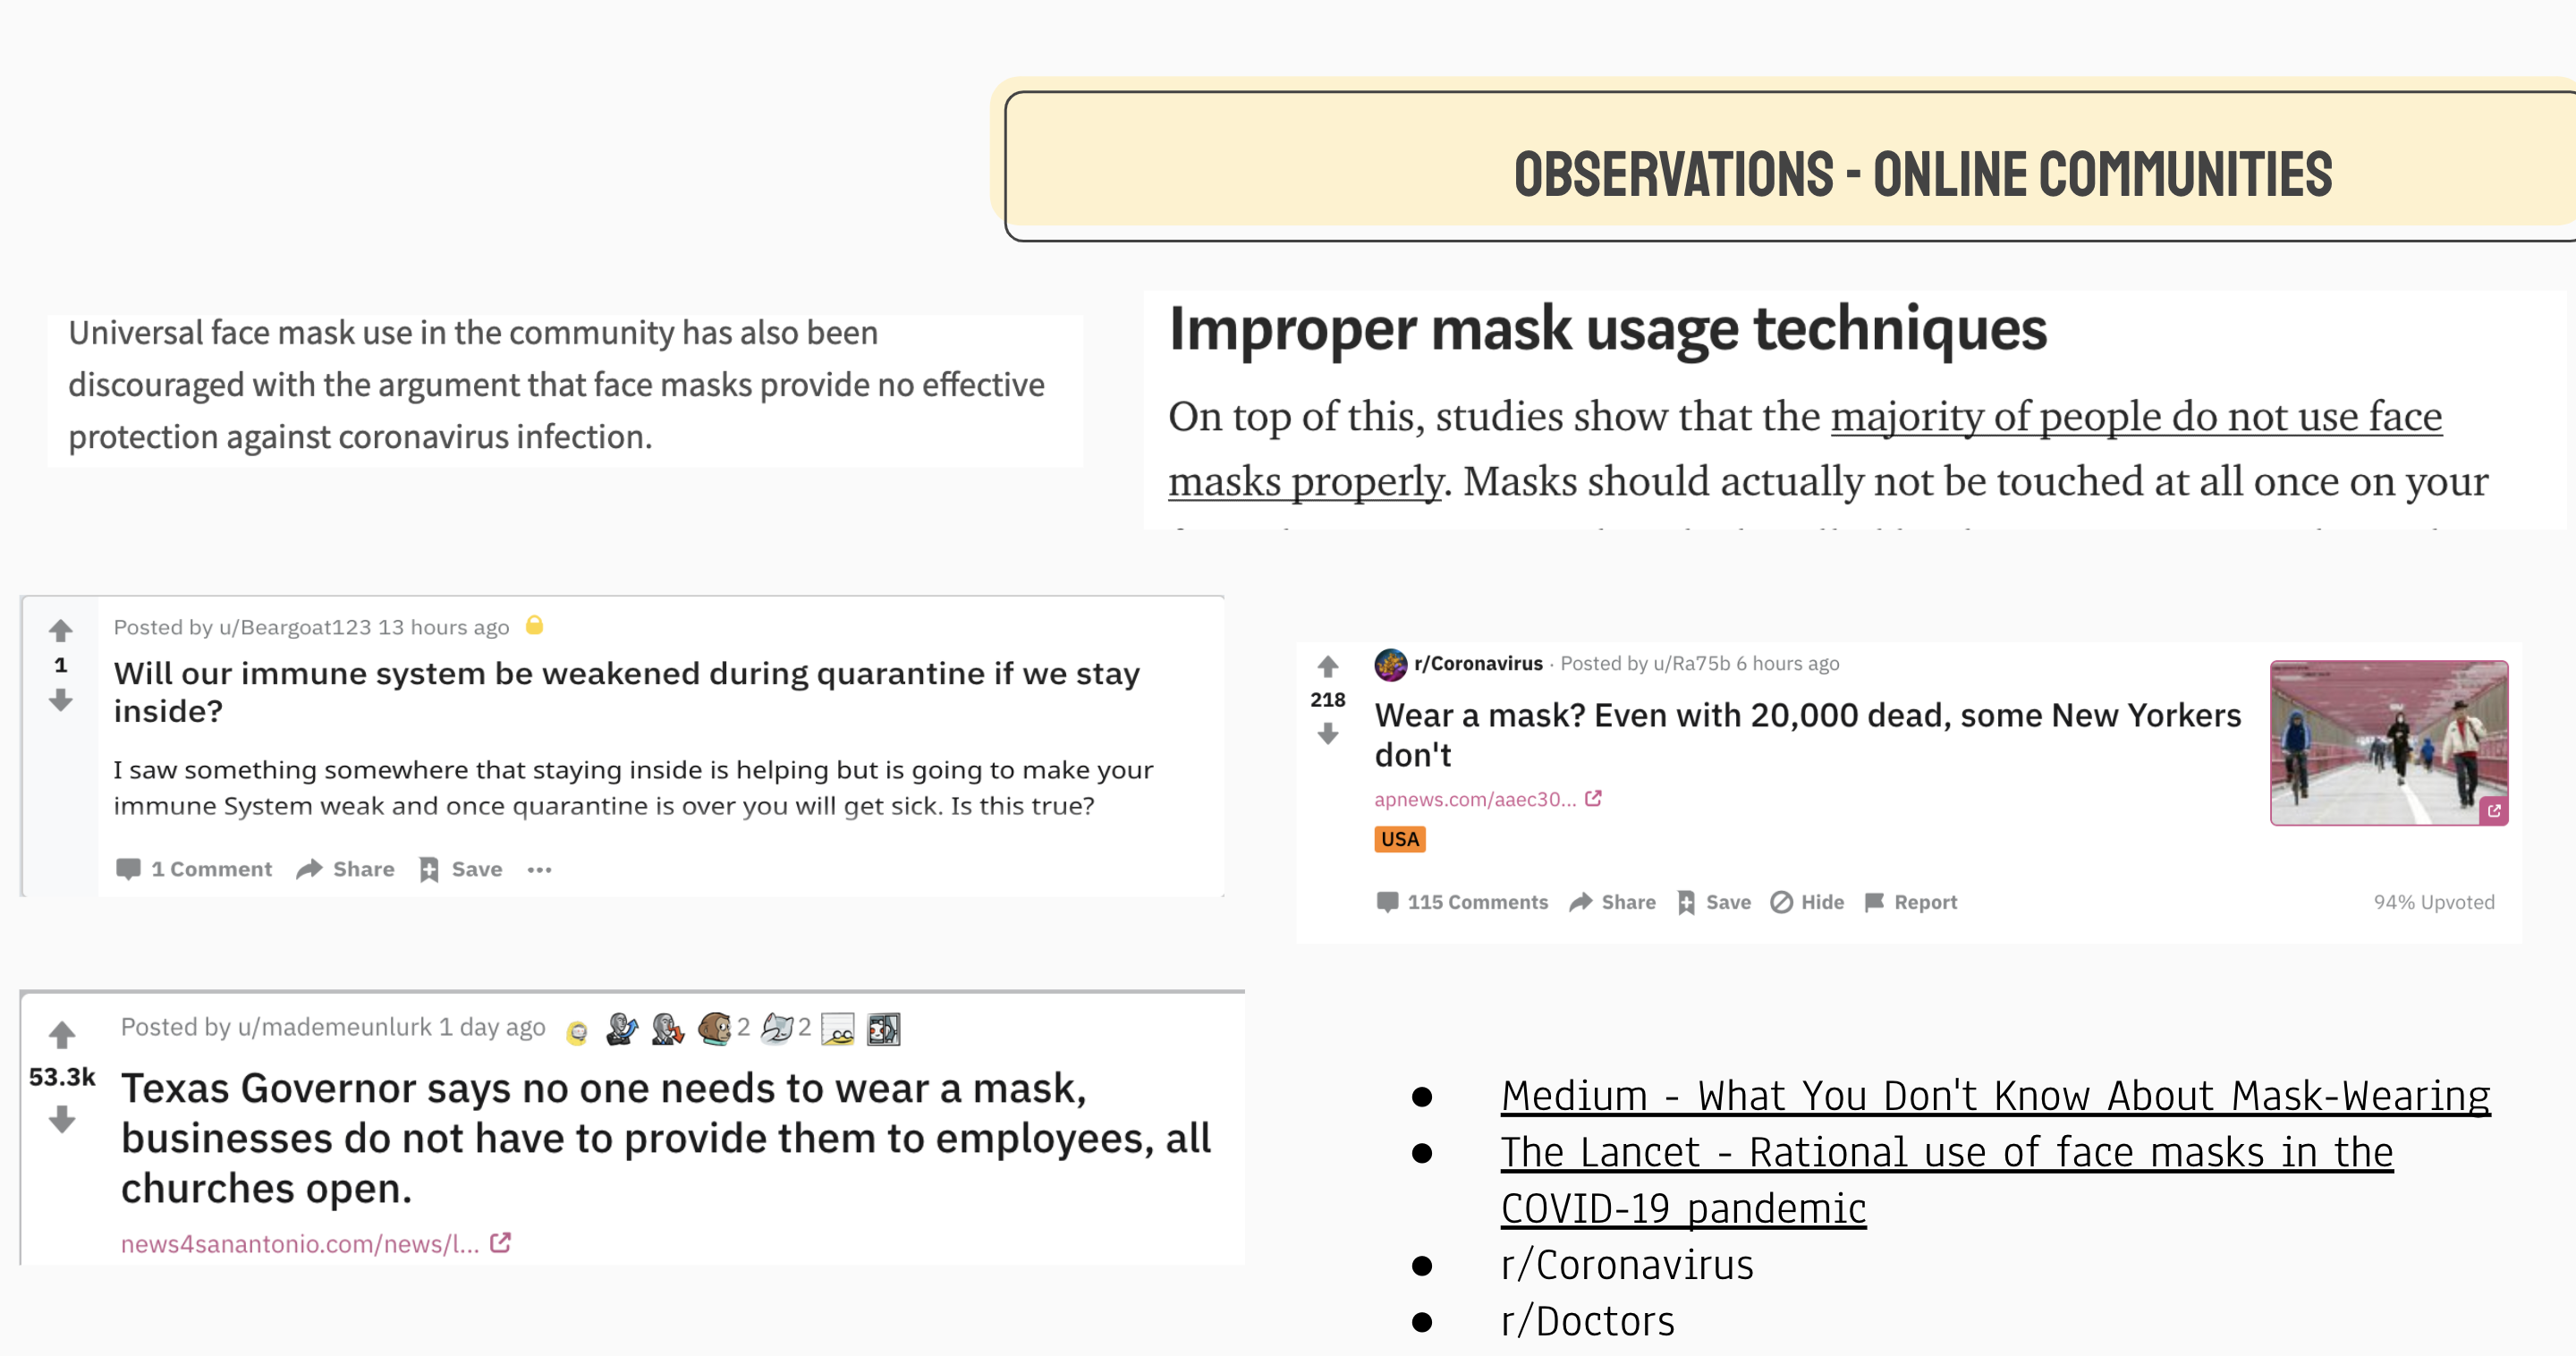 OBSERVATIONS - ONLINE COMMUNITIES
Universal face mask use in the community has also been
discouraged with the argument that face masks provide no effective
protection against coronavirus infection.
Improper mask usage techniques
On top of this, studies show that the majority of people do not use face
masks properly. Masks should actually not be touched at all once on your
Posted by u/Beargoat123 13 hours ago
1
Will our immune system be weakened during quarantine if we stay
inside?
I saw something somewhere that staying inside is helping but is going to make your
immune System weak and once quarantine is over you will get sick. Is this true?
1 Comment Share Save ...
r/Coronavirus · Posted by u/Ra75b 6 hours ago
218
Wear a mask? Even with 20,000 dead, some New Yorkers
don't
apnews.com/aaec30...
USA
115 Comments Share Save Hide Report 94% Upvoted
Posted by u/mademeunlurk 1 day ago 2 2
53.3k
Texas Governor says no one needs to wear a mask,
businesses do not have to provide them to employees, all
churches open.
news4sanantonio.com/news/l...
● Medium - What You Don't Know About Mask-Wearing
● The Lancet - Rational use of face masks in the
COVID-19 pandemic
● r/Coronavirus
● r/Doctors